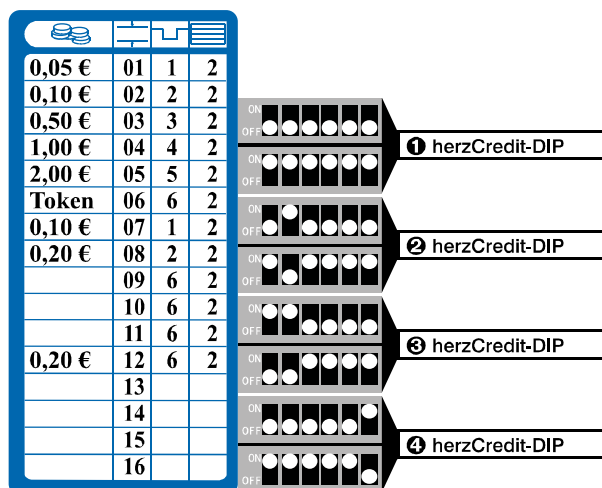 0,05 € 01 1 2
0,10 € 02 2 2
0,50 € 03 3 2
1,00 € 04 4 2
2,00 € 05 5 2
Token 06 6 2
0,10 € 07 1 2
0,20 € 08 2 2
09 6 2
10 6 2
11 6 2
0,20 € 12 6 2
13
14
15
16
ON
OFF
ON
OFF
❶ herzCredit-DIP
ON
OFF
ON
OFF
❷ herzCredit-DIP
ON
OFF
ON
OFF
❸ herzCredit-DIP
ON
OFF
ON
OFF
❹ herzCredit-DIP